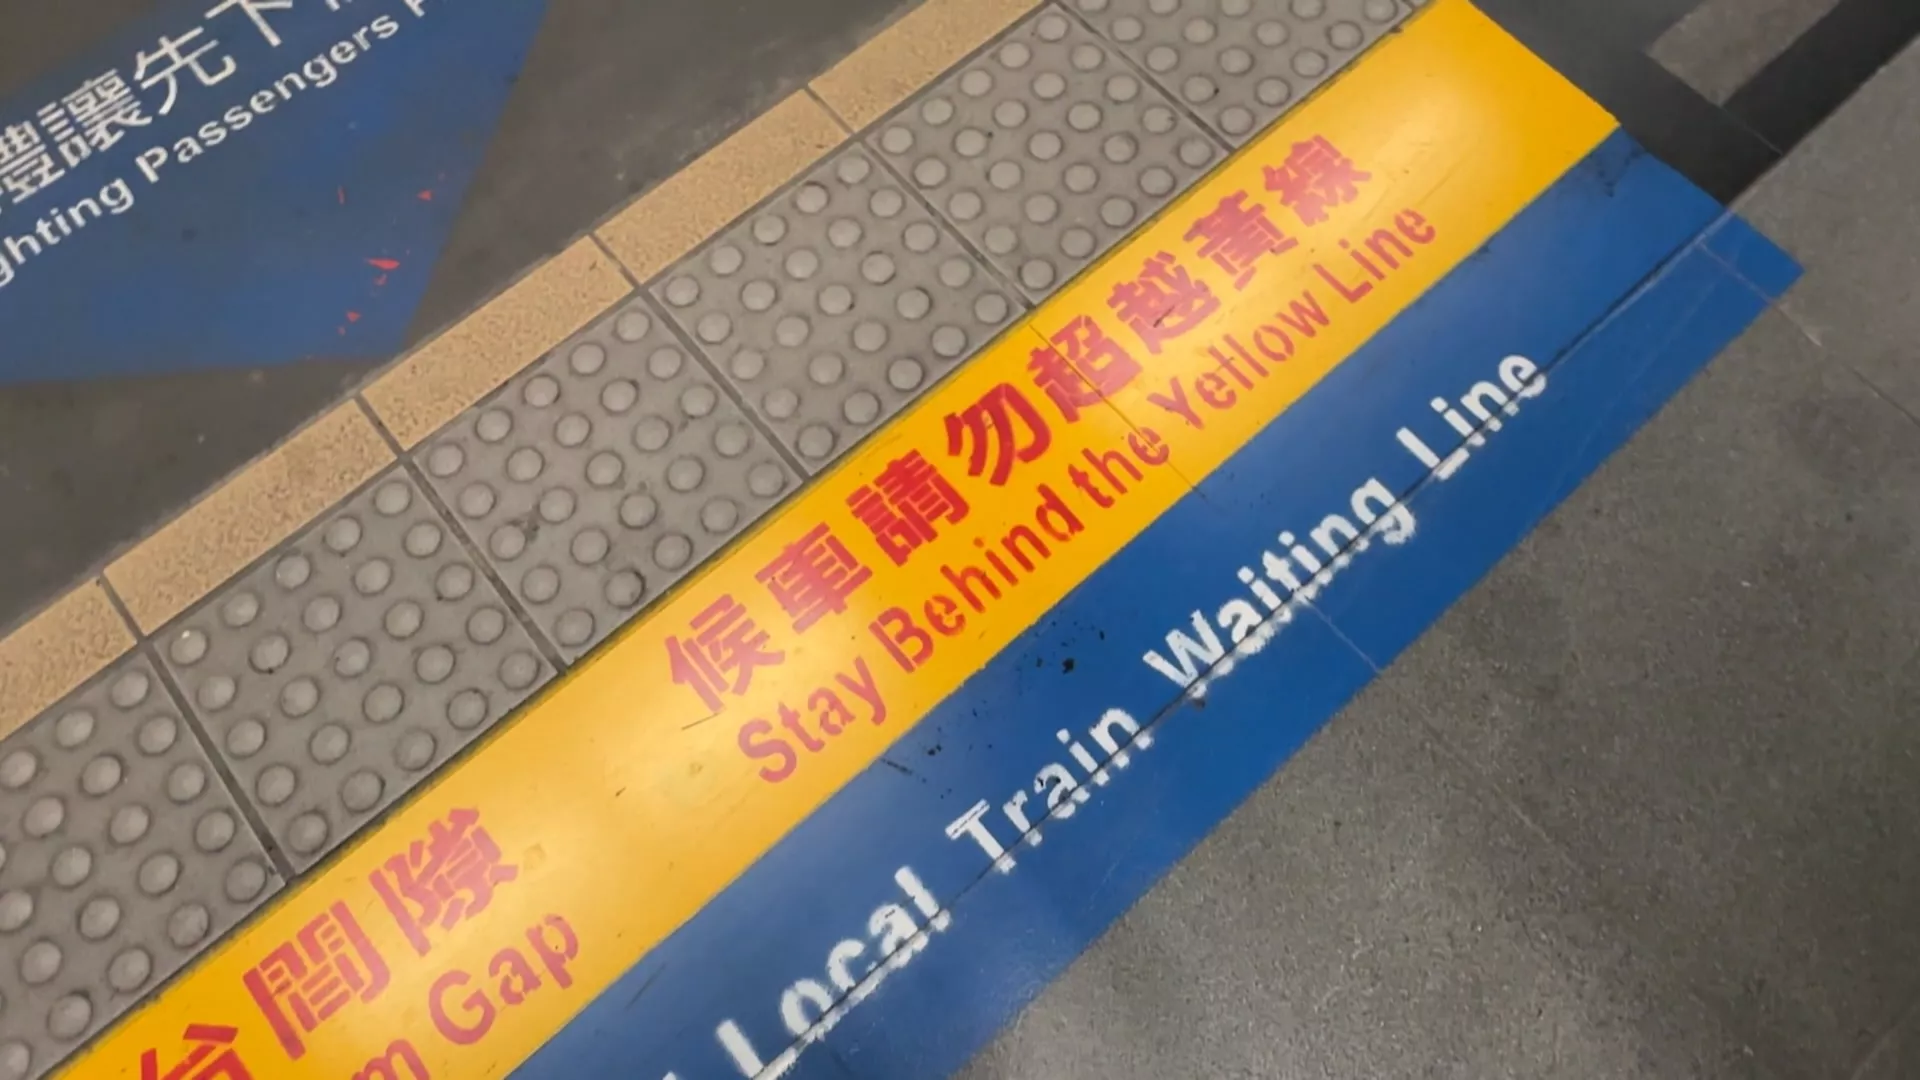 禮讓先下
ghting Passengers
候車請勿超越黃線
Stay Behind the Yellow Line
台間隙
m Gap
Local Train Waiting Line